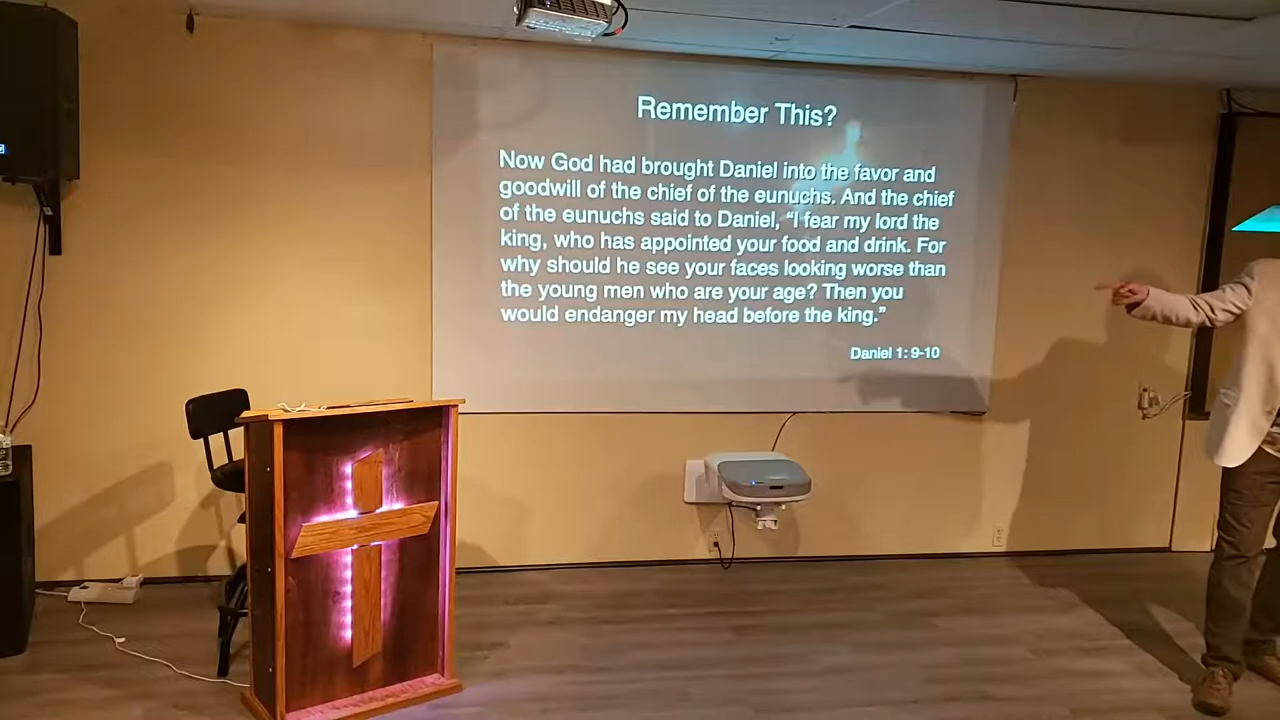 Remember This?
Now God had brought Daniel into the favor and
goodwill of the chief of the eunuchs. And the chief
of the eunuchs said to Daniel, “I fear my lord the
king, who has appointed your food and drink. For
why should he see your faces looking worse than
the young men who are your age? Then you
would endanger my head before the king.”
Daniel 1: 9-10